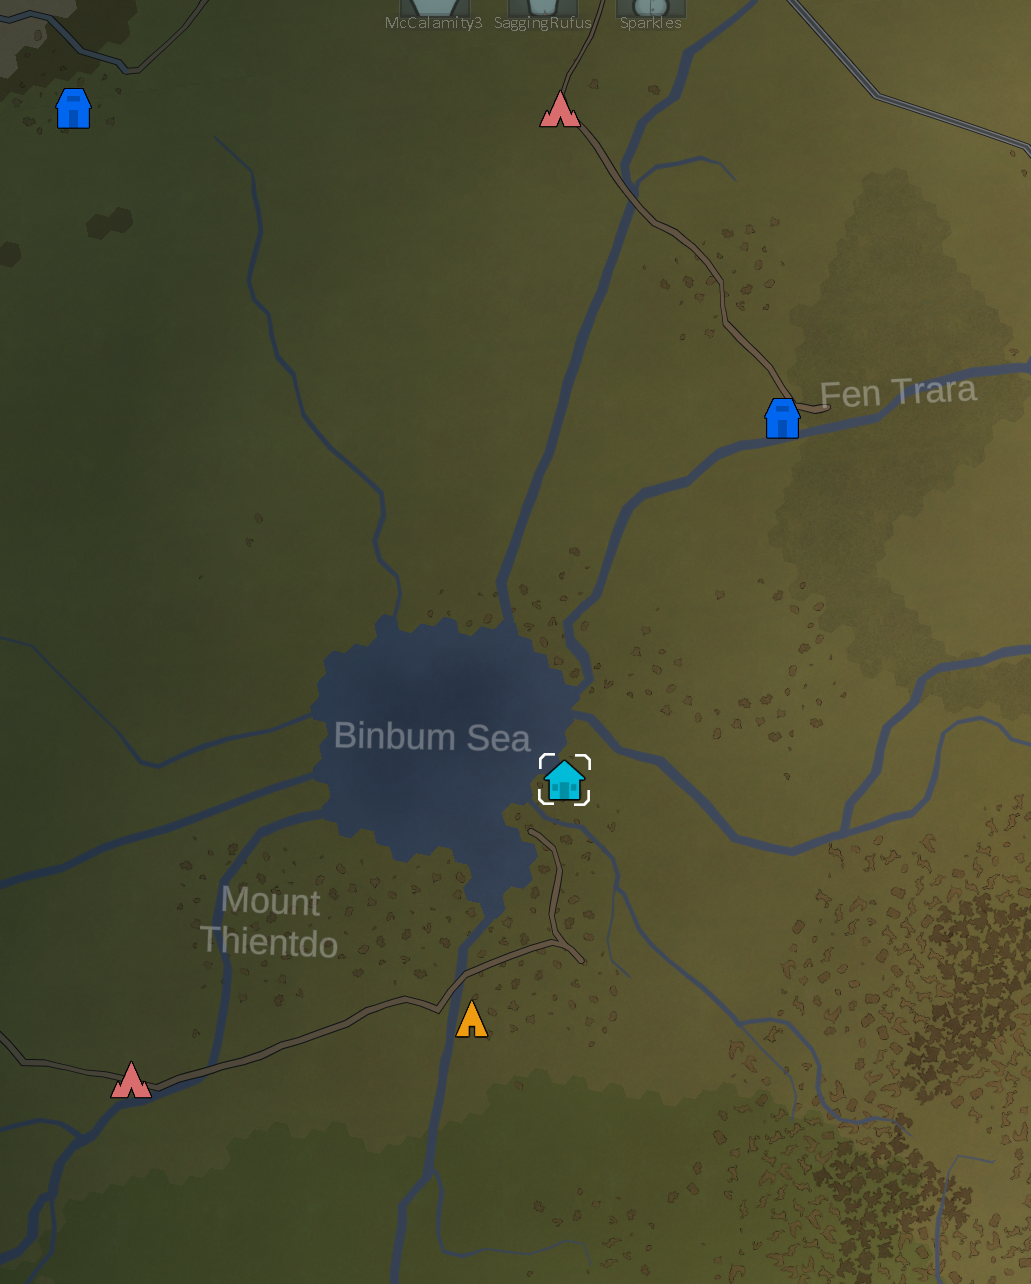 McCalamity3 SaggingRufus Sparkles
Fen Trara
Binbum Sea
Mount
Thientdo